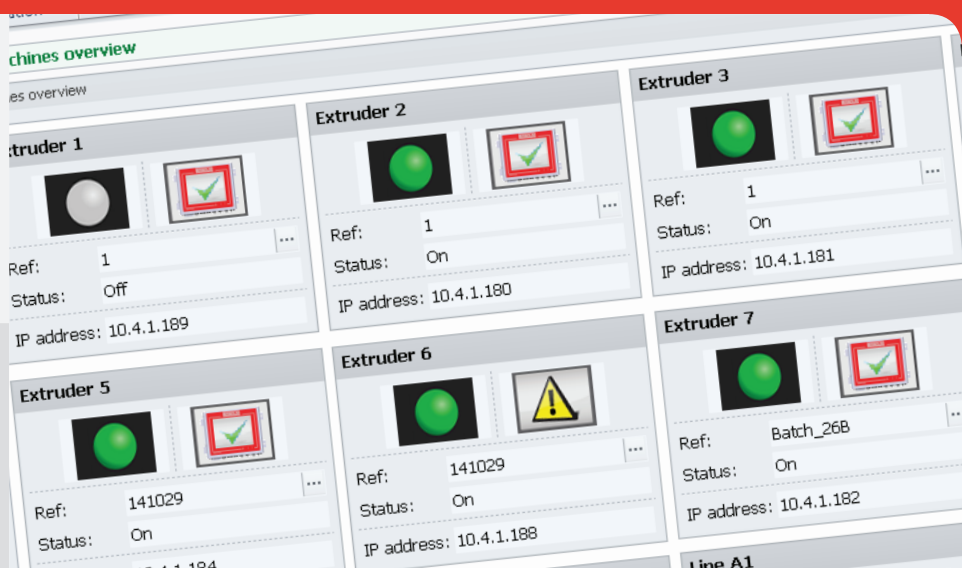 chines overview
es overview
truder 1
Ref: 1 ...
Status: Off
IP address: 10.4.1.189
Extruder 2
Ref: 1 ...
Status: On
IP address: 10.4.1.180
Extruder 3
Ref: 1 ...
Status: On
IP address: 10.4.1.181
Extruder 5
Ref: 141029 ...
Status: On
Extruder 6
Ref: 141029 ...
Status: On
IP address: 10.4.1.188
Extruder 7
Ref: Batch_26B
Status: On
IP address: 10.4.1.182
Line A1